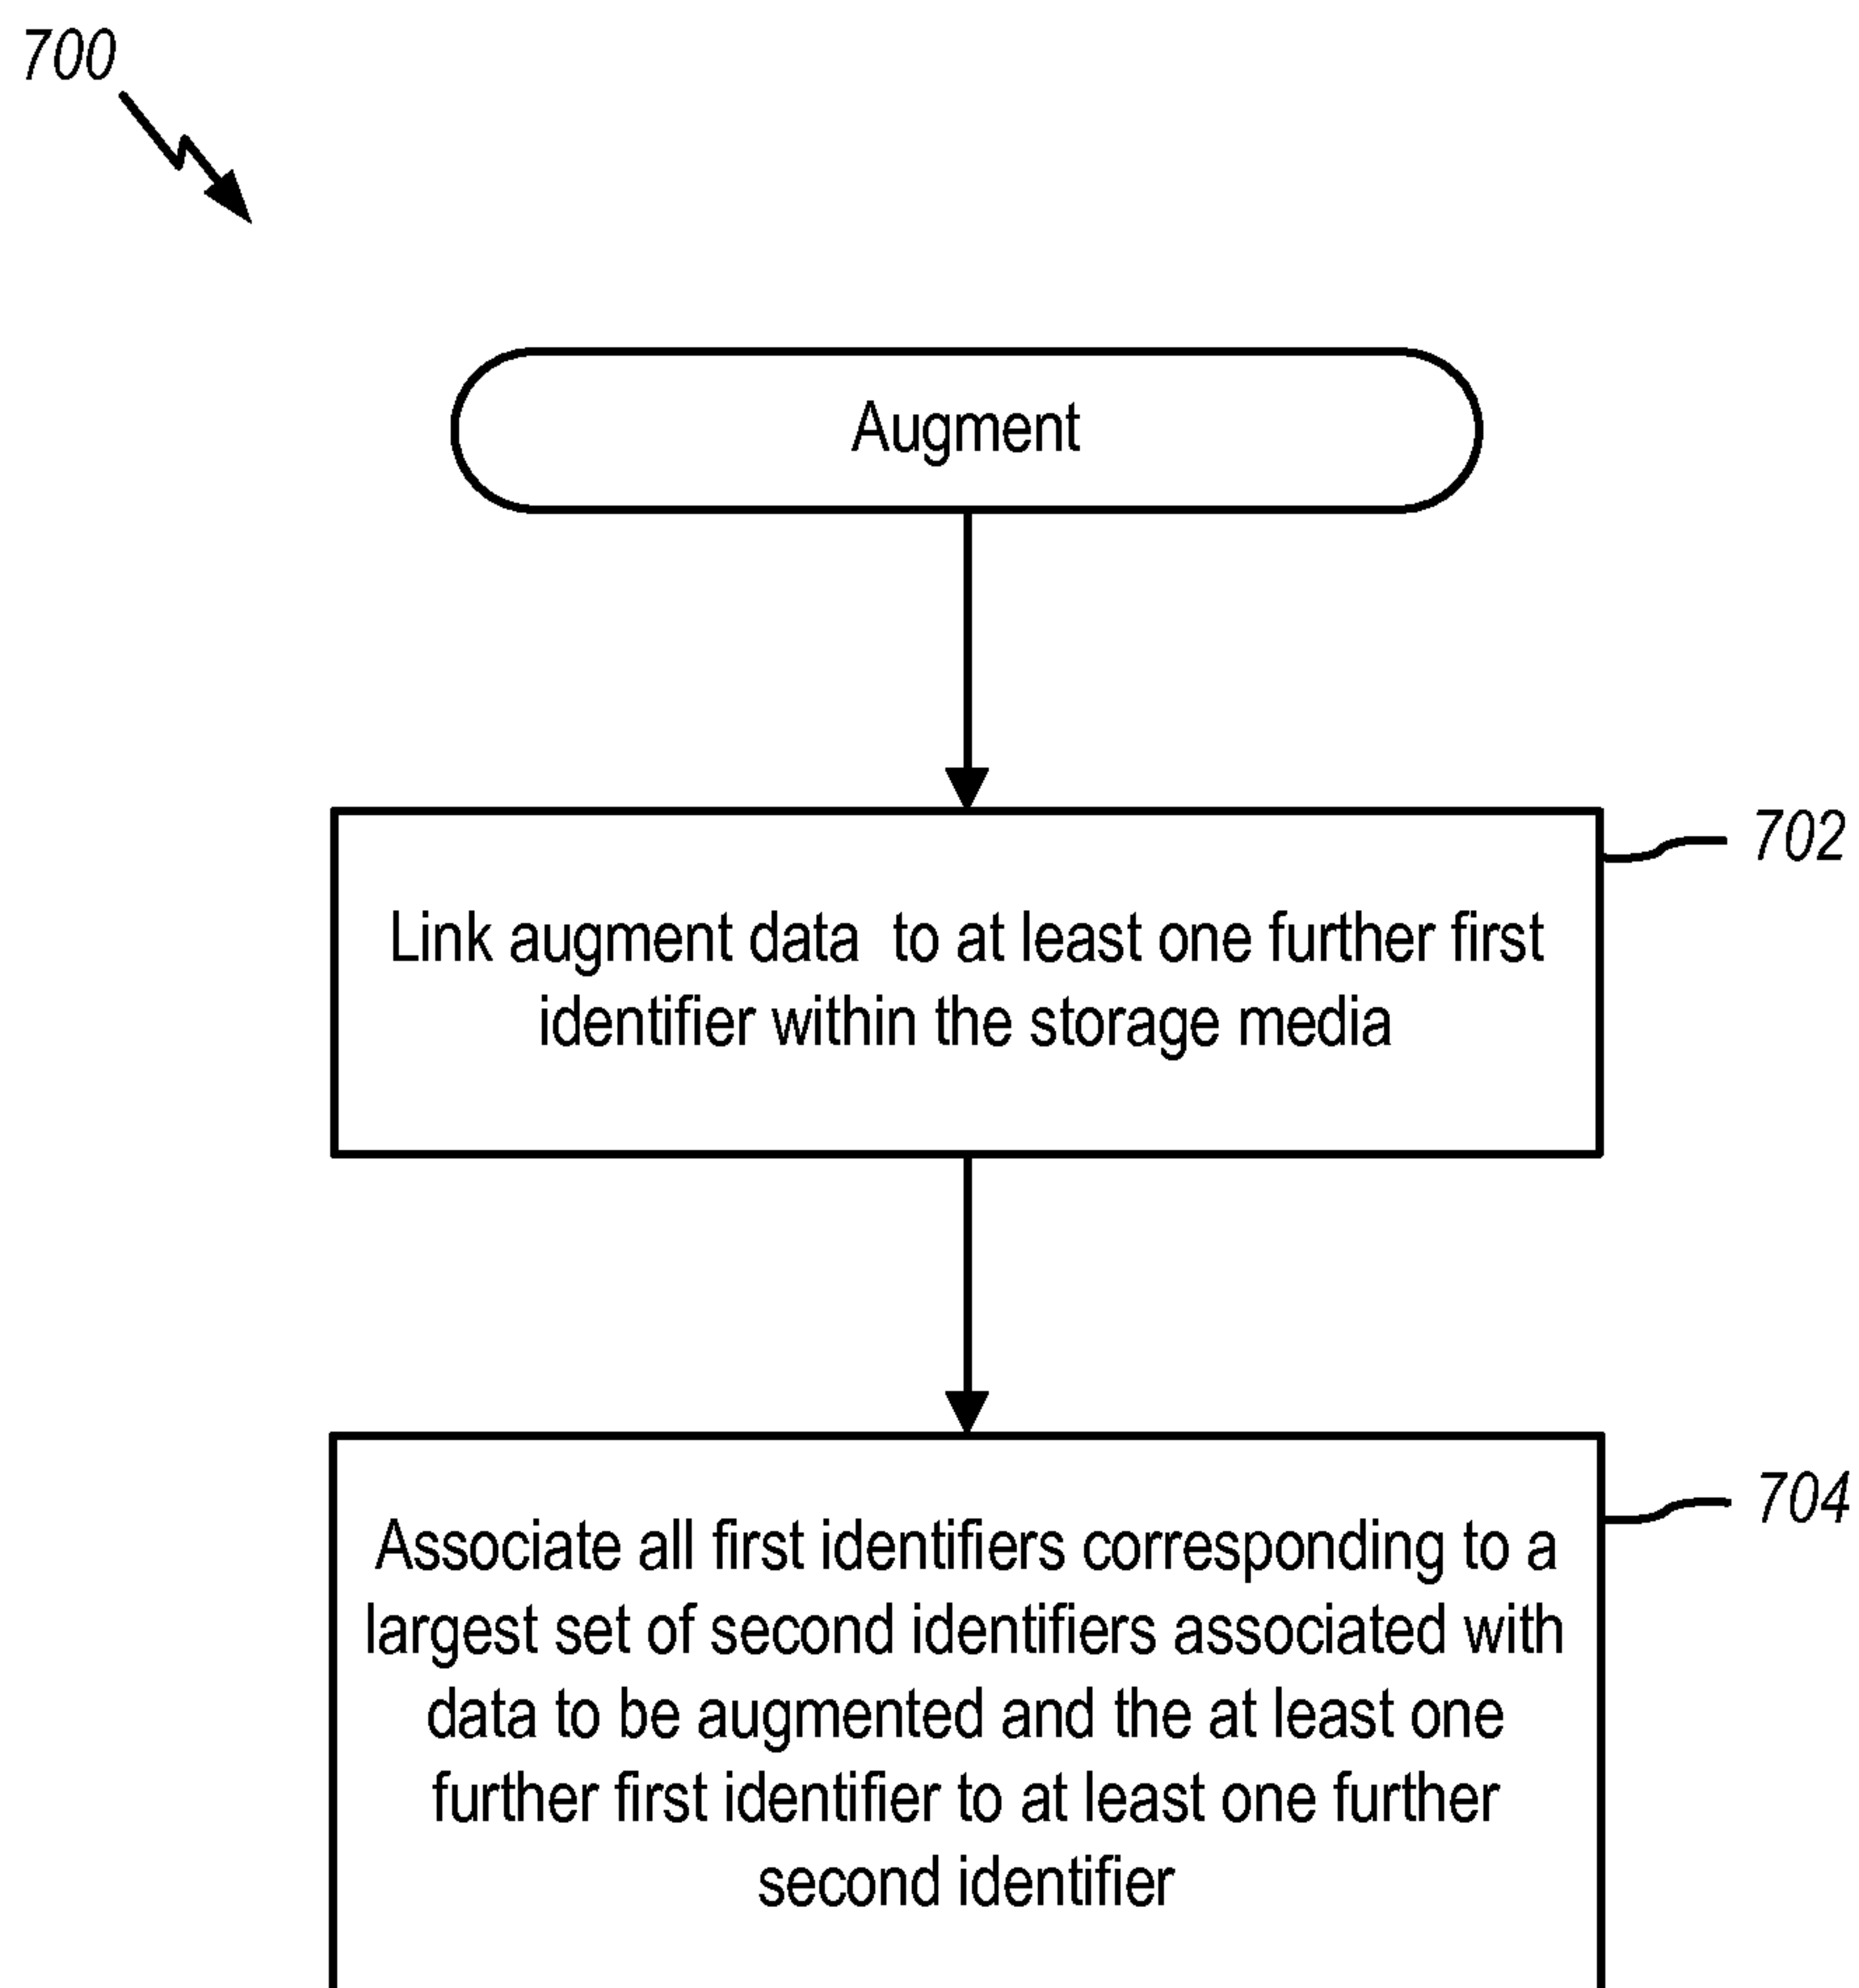 700
Augment
702
Link augment data to at least one further first
identifier within the storage media
704
Associate all first identifiers corresponding to a
largest set of second identifiers associated with
data to be augmented and the at least one
further first identifier to at least one further
second identifier